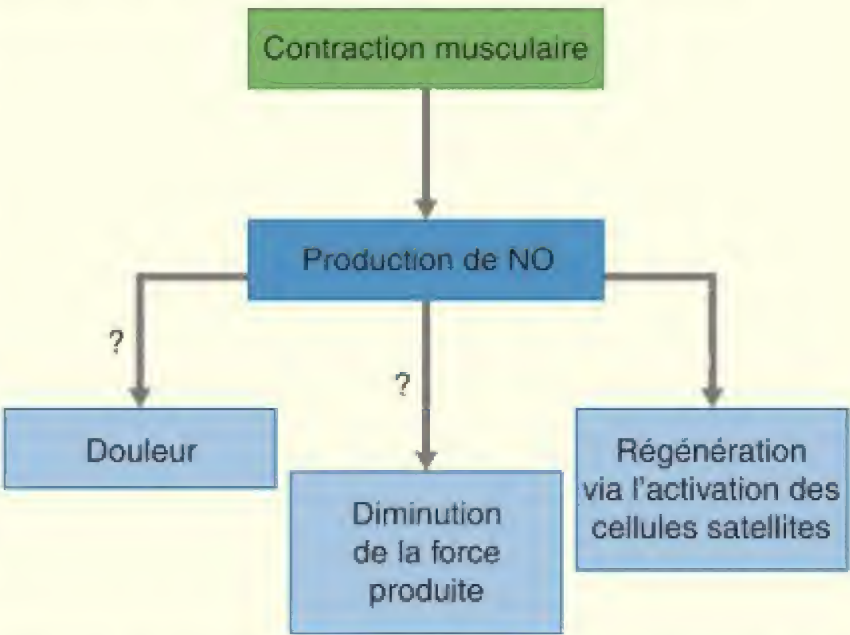 Contraction musculaire
Production de NO
?
?
Douleur
Diminution
de la force
produite
Régénération
via l'activation des
cellules satellites